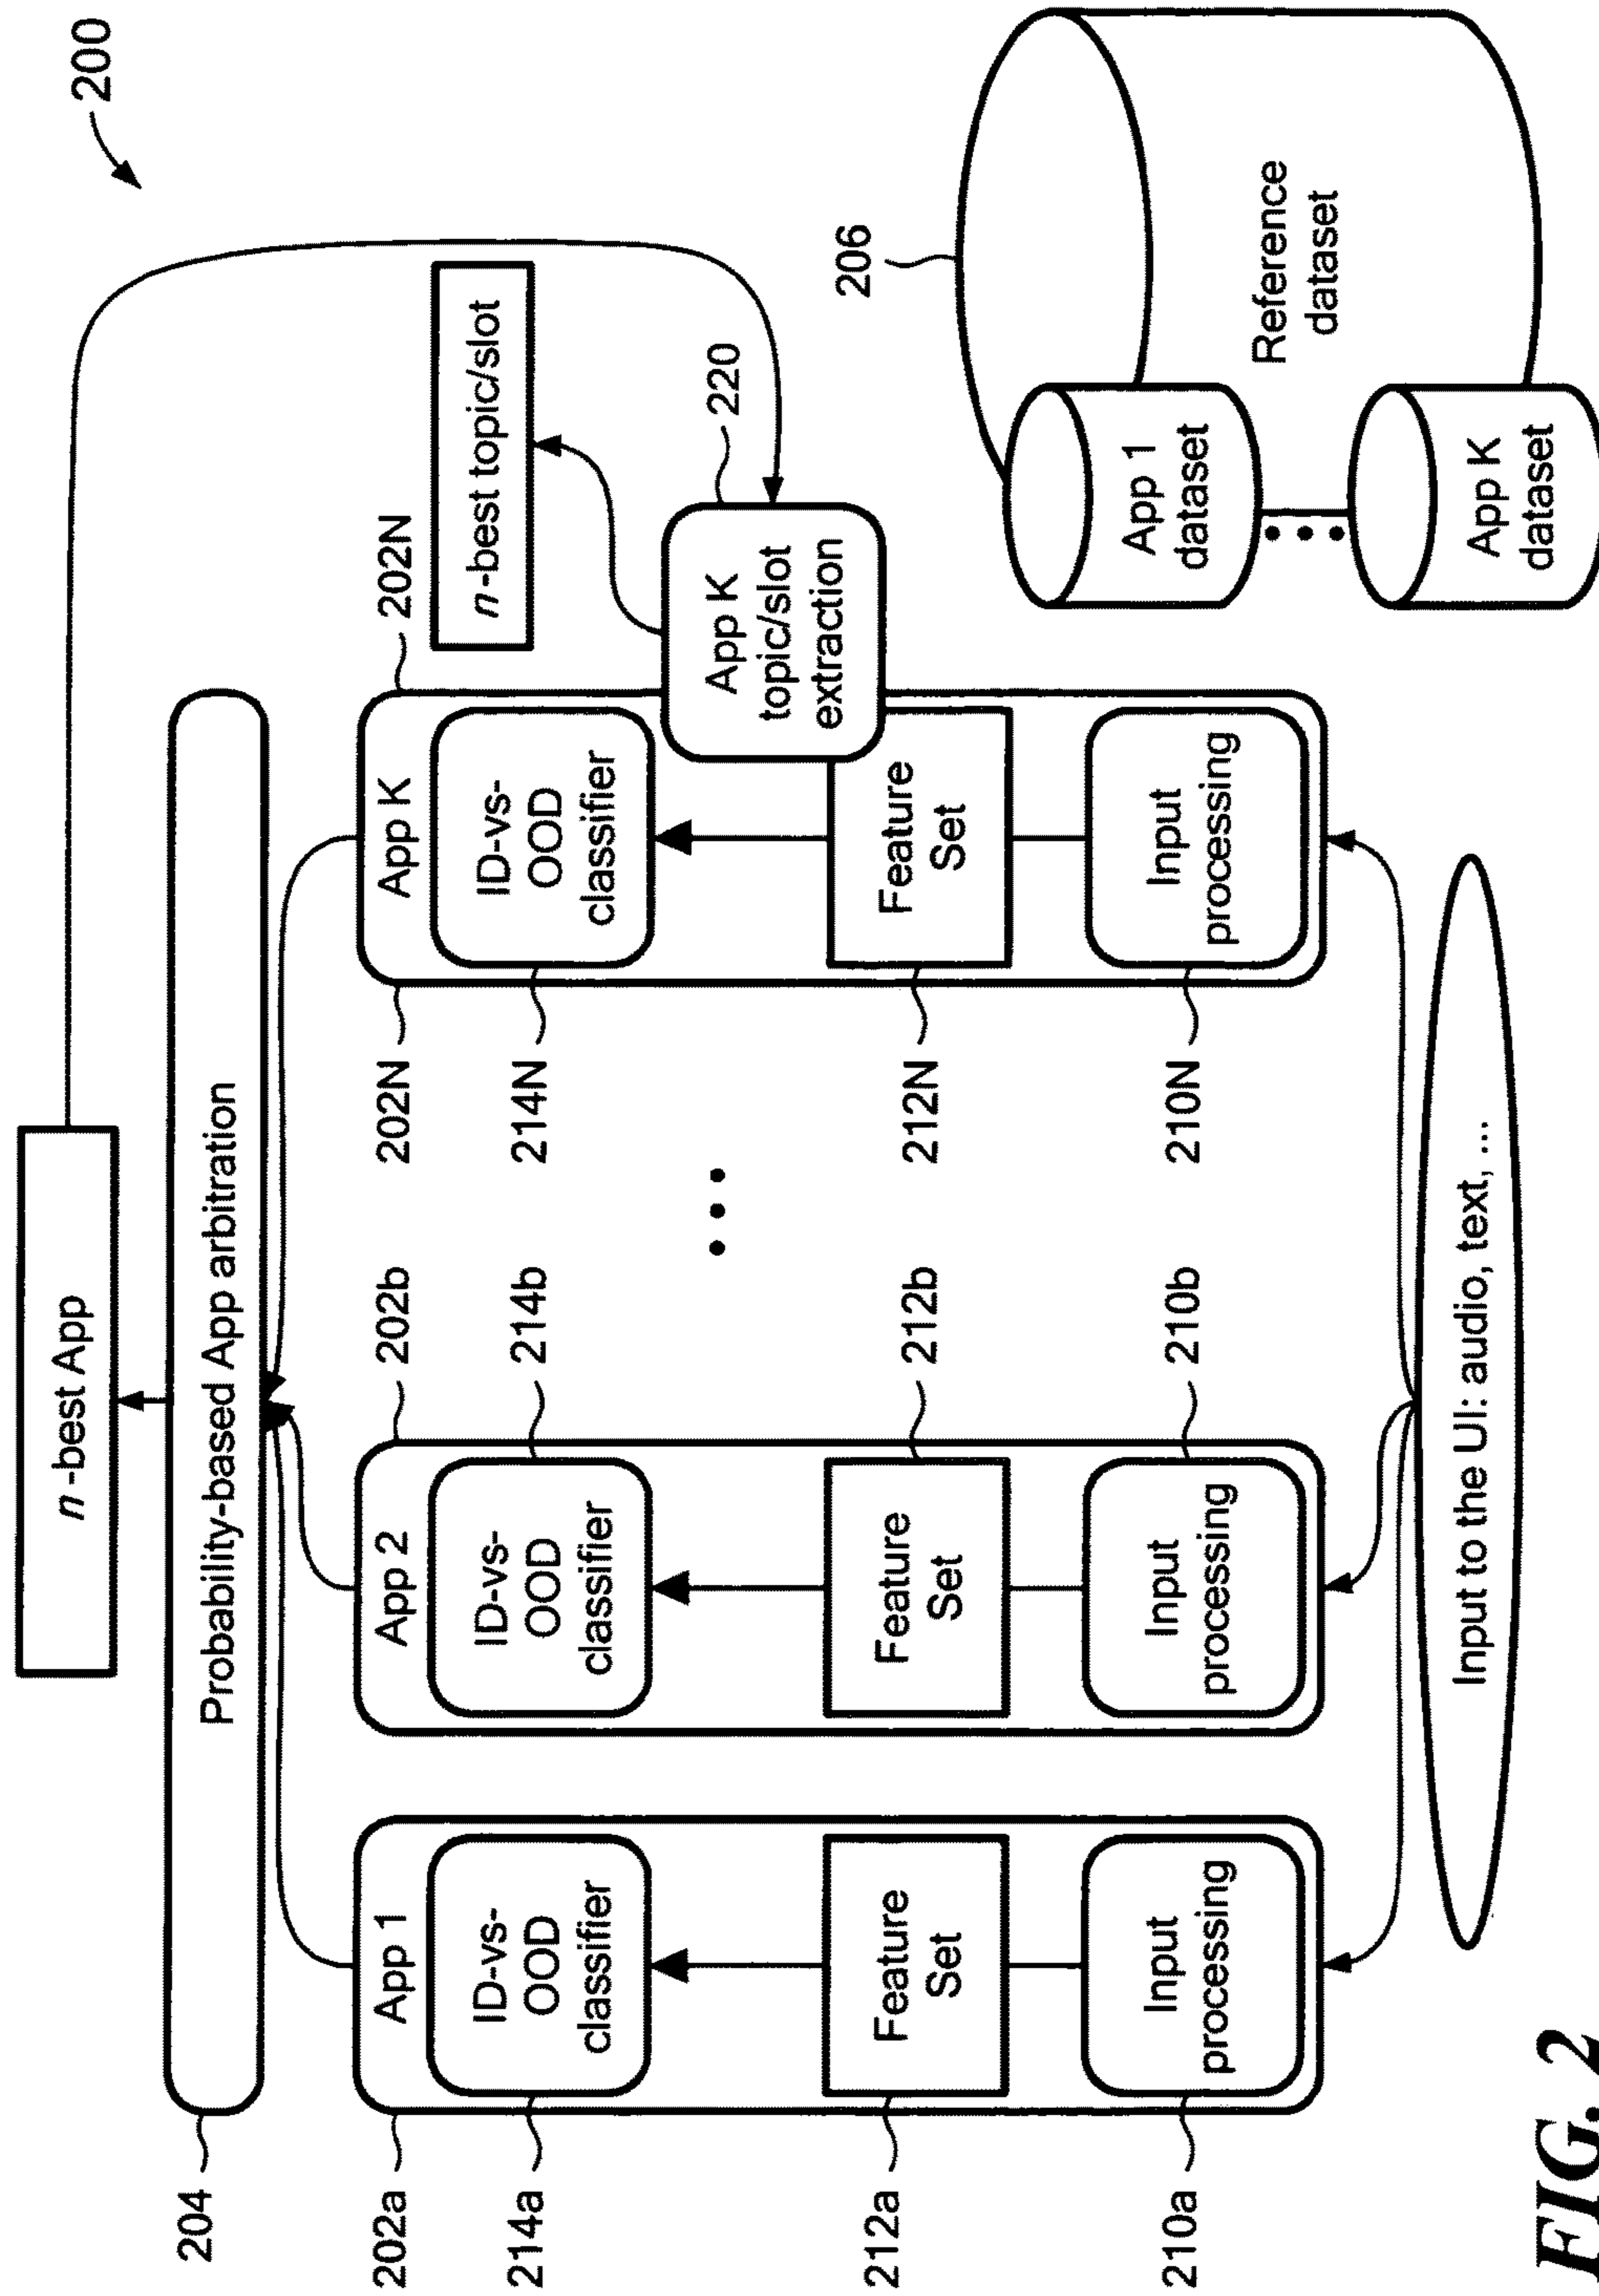 200
n-best App
204
Probability-based App arbitration
202a
App 1
214a
ID-vs-
OOD
classifier
212a
Feature
Set
210a
Input
processing
202b
App 2
214b
ID-vs-
OOD
classifier
212b
Feature
Set
210b
Input
processing
•••
202N
App K
202N
214N
ID-vs-
OOD
classifier
212N
Feature
Set
210N
Input
processing
n-best topic/slot
220
App K
topic/slot
extraction
206
Reference
dataset
App 1
dataset
•••
App K
dataset
Input to the UI: audio, text, ...
FIG. 2